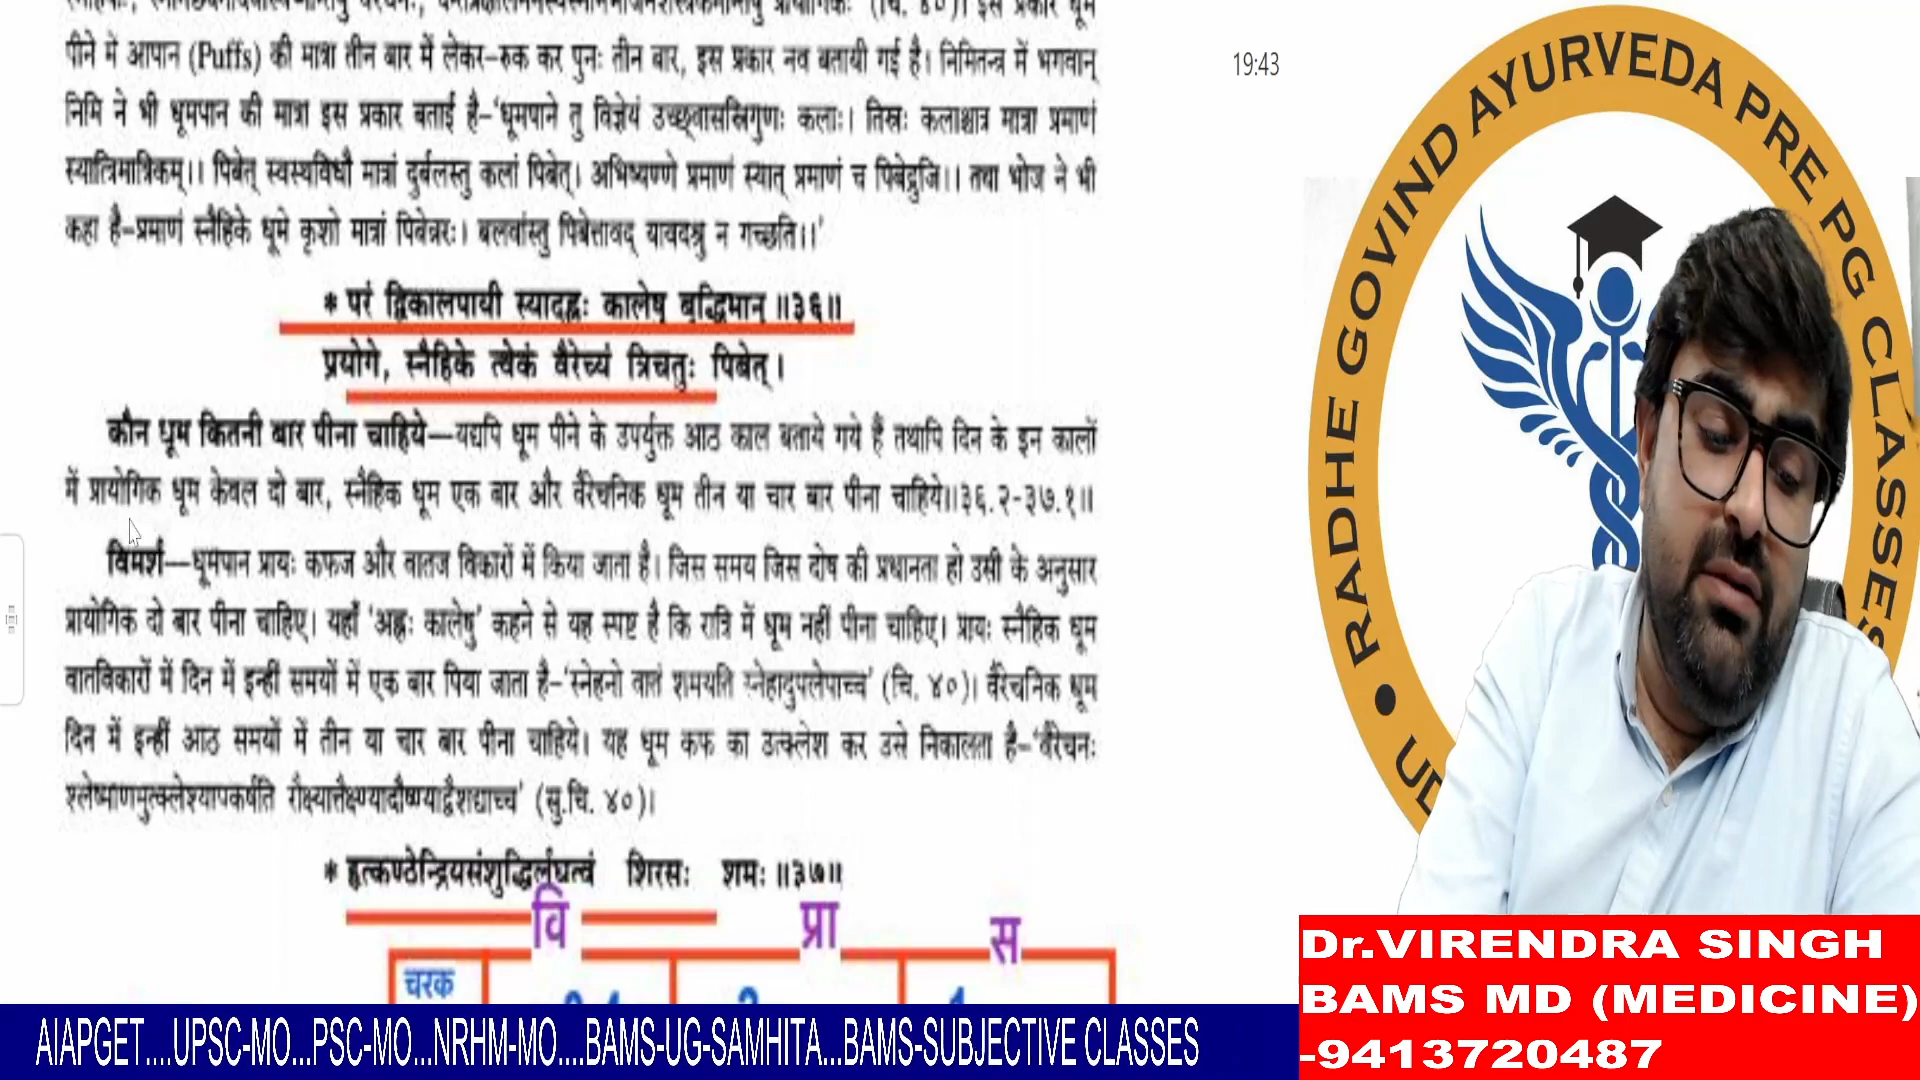 पीने में आपान (Puffs) की मात्रा तीन बार में लेकर-रुक कर पुनः तीन बार, इस प्रकार नव बतायी गई है। निमितन्त्र में भगवान्
निमि ने भी धूमपान की मात्रा इस प्रकार बताई है-'धूमपाने तु विज्ञेयं उच्छ्वासस्त्रिगुणः कलाः। तिस्रः कलाश्चात्र मात्रा प्रमाणं
स्यात्त्रिमात्रिकम्।। पिबेत् स्वस्थविधौ मात्रां दुर्बलस्तु कलां पिबेत्। अभिष्यण्णे प्रमाणं स्यात् प्रमाणं च पिबेद्रुजि।। तथा भोज ने भी
कहा है-प्रमाणं स्नैहिके धूमे कृशो मात्रां पिबेन्नरः। बलवांस्तु पिबेत्तावद् यावदश्रु न गच्छति।।'
* परं द्विकालपायी स्यादह्नः कालेषु बुद्धिमान् ॥३६॥
प्रयोगे, स्नैहिके त्वेकं वैरेच्यं त्रिचतुः पिबेत् ।
कौन धूम कितनी बार पीना चाहिये—यद्यपि धूम पीने के उपर्युक्त आठ काल बताये गये हैं तथापि दिन के इन कालों
में प्रायोगिक धूम केवल दो बार, स्नैहिक धूम एक बार और वैरेचनिक धूम तीन या चार बार पीना चाहिये॥३६.२-३७.१॥
विमर्श—धूमपान प्रायः कफज और वातज विकारों में किया जाता है। जिस समय जिस दोष की प्रधानता हो उसी के अनुसार
प्रायोगिक दो बार पीना चाहिए। यहाँ 'अह्नः कालेषु' कहने से यह स्पष्ट है कि रात्रि में धूम नहीं पीना चाहिए। प्रायः स्नैहिक धूम
वातविकारों में दिन में इन्हीं समयों में एक बार पिया जाता है-'स्नेहनो वातं शमयति स्नेहादुपलेपाच्च' (चि. ४०)। वैरेचनिक धूम
दिन में इन्हीं आठ समयों में तीन या चार बार पीना चाहिये। यह धूम कफ का उत्क्लेश कर उसे निकालता है-'वैरेचनः
श्लेष्माणमुत्क्लेश्यापकर्षति रौक्ष्यात्तैक्ष्ण्यादौष्ण्याद्वैशद्याच्च' (सु.चि. ४०)।
* हृत्कण्ठेन्द्रियसंशुद्धिर्लघुत्वं शिरसः शमः ॥३७॥
वि प्रा स
चरक
19:43
RADHE GOVIND AYURVEDA PRE PG CLASSES
Dr.VIRENDRA SINGH
BAMS MD (MEDICINE)
-9413720487
AIAPGET....UPSC-MO...PSC-MO...NRHM-MO....BAMS-UG-SAMHITA...BAMS-SUBJECTIVE CLASSES